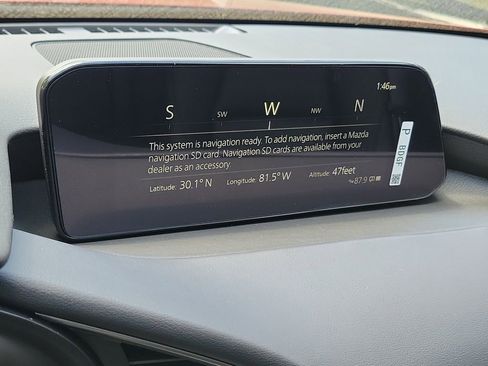 1:46pm
S SW W NW N
This system is navigation ready. To add navigation, insert a Mazda
navigation SD card. Navigation SD cards are available from your
dealer as an accessory.
Latitude: 30.1° N Longitude: 81.5° W Altitude: 47feet
87.9
P BDGF